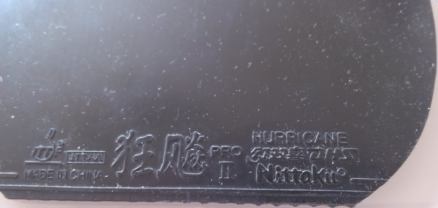 狂飚 PRO II
HURRICANE
Nittaku
MADE IN CHINA